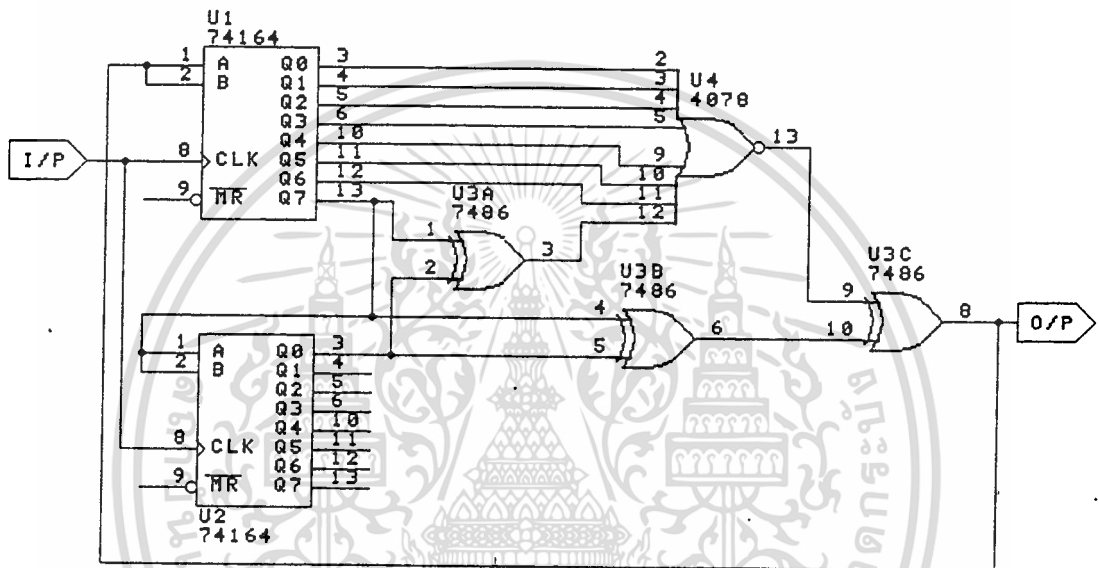 U1
74164
1 A Q0 3 2
2 B Q1 4 3
Q2 5 4
Q3 6 5
Q4 10 9
8 CLK Q5 11 10
Q6 12 11
9 MR Q7 13 12
U4
4078
13
I/P
U3A
7486
1
2
3
U3B
7486
4
5
6
U3C
7486
9
10
8
O/P
1 A Q0 3
2 B Q1 4
Q2 5
Q3 6
Q4 10
8 CLK Q5 11
Q6 12
9 MR Q7 13
U2
74164